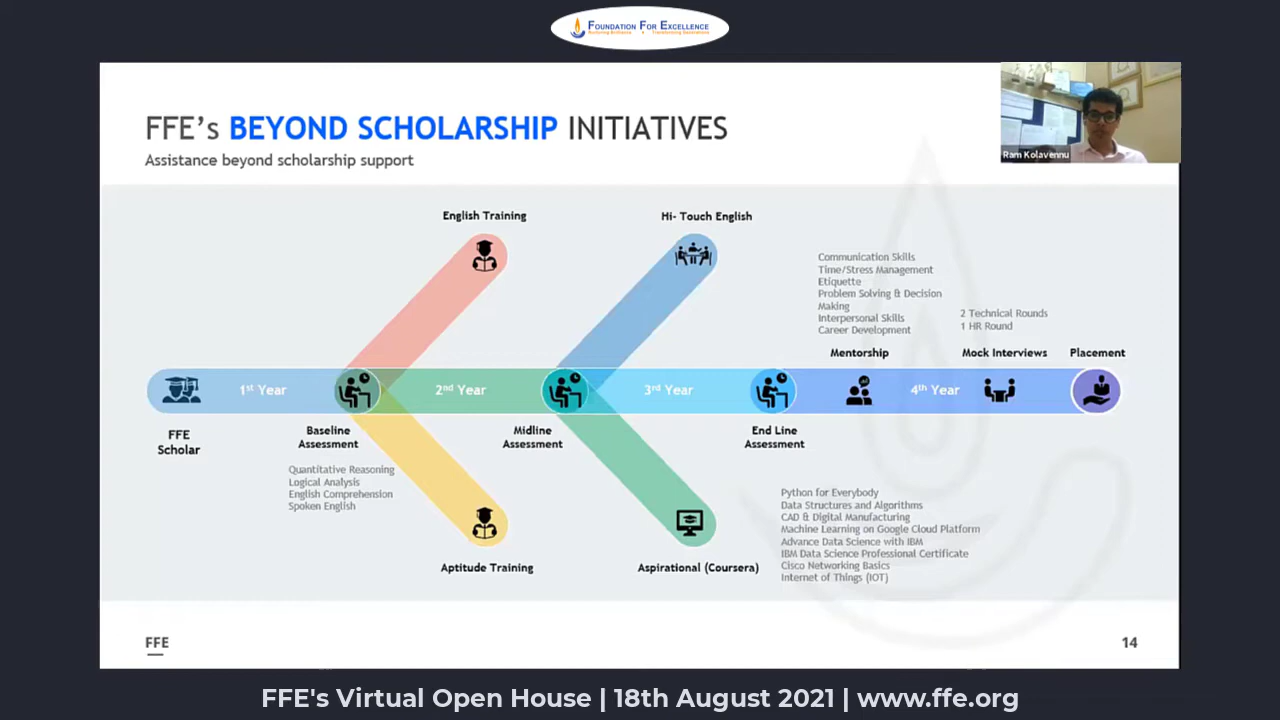 FOUNDATION FOR EXCELLENCE
FFE's BEYOND SCHOLARSHIP INITIATIVES
Assistance beyond scholarship support
Ram Kolavennu
English Training
Hi- Touch English
Communication Skills
Time/Stress Management
Etiquette
Problem Solving & Decision
Making
Interpersonal Skills
Career Development
2 Technical Rounds
1 HR Round
Mentorship
Mock Interviews
Placement
1st Year
2nd Year
3rd Year
4th Year
FFE
Scholar
Baseline
Assessment
Midline
Assessment
End Line
Assessment
Quantitative Reasoning
Logical Analysis
English Comprehension
Spoken English
Python for Everybody
Data Structures and Algorithms
CAD & Digital Manufacturing
Machine Learning on Google Cloud Platform
Advance Data Science with IBM
IBM Data Science Professional Certificate
Cisco Networking Basics
Internet of Things (IOT)
Aptitude Training
Aspirational (Coursera)
FFE
14
FFE's Virtual Open House | 18th August 2021 | www.ffe.org